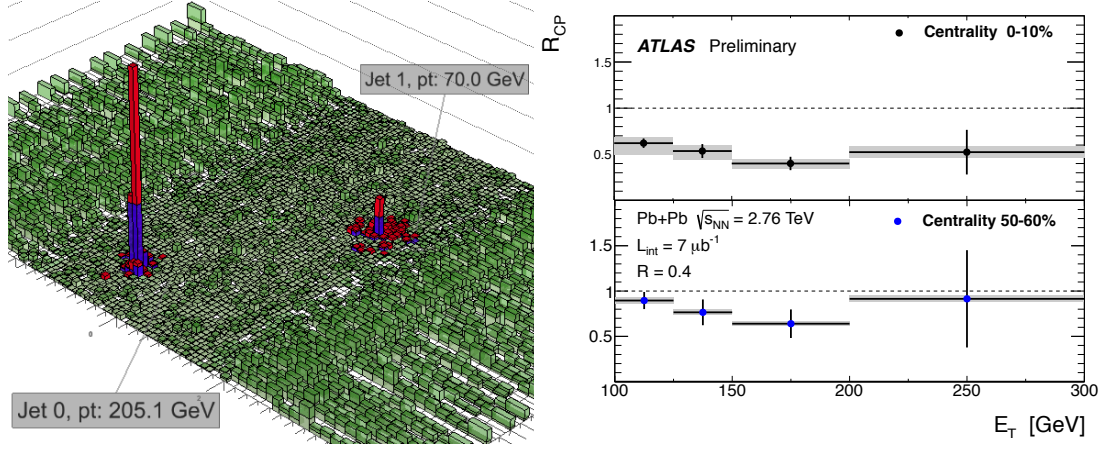 Jet 1, pt: 70.0 GeV
0
2
Jet 0, pt: 205.1 GeV
R_CP
ATLAS Preliminary
Centrality 0-10%
1.5
1
0.5
Pb+Pb √s_NN = 2.76 TeV
Centrality 50-60%
L_int = 7 μb⁻¹
R = 0.4
1.5
1
0.5
100 150 200 250 300
E_T [GeV]